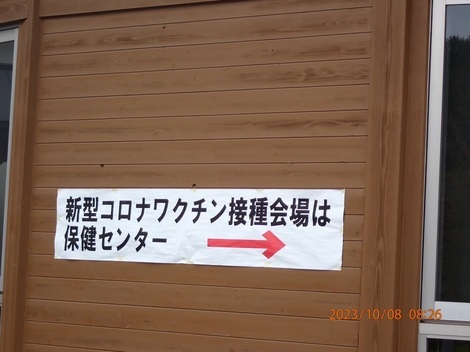 新型コロナワクチン接種会場は
保健センター →
2023/10/08 08:26